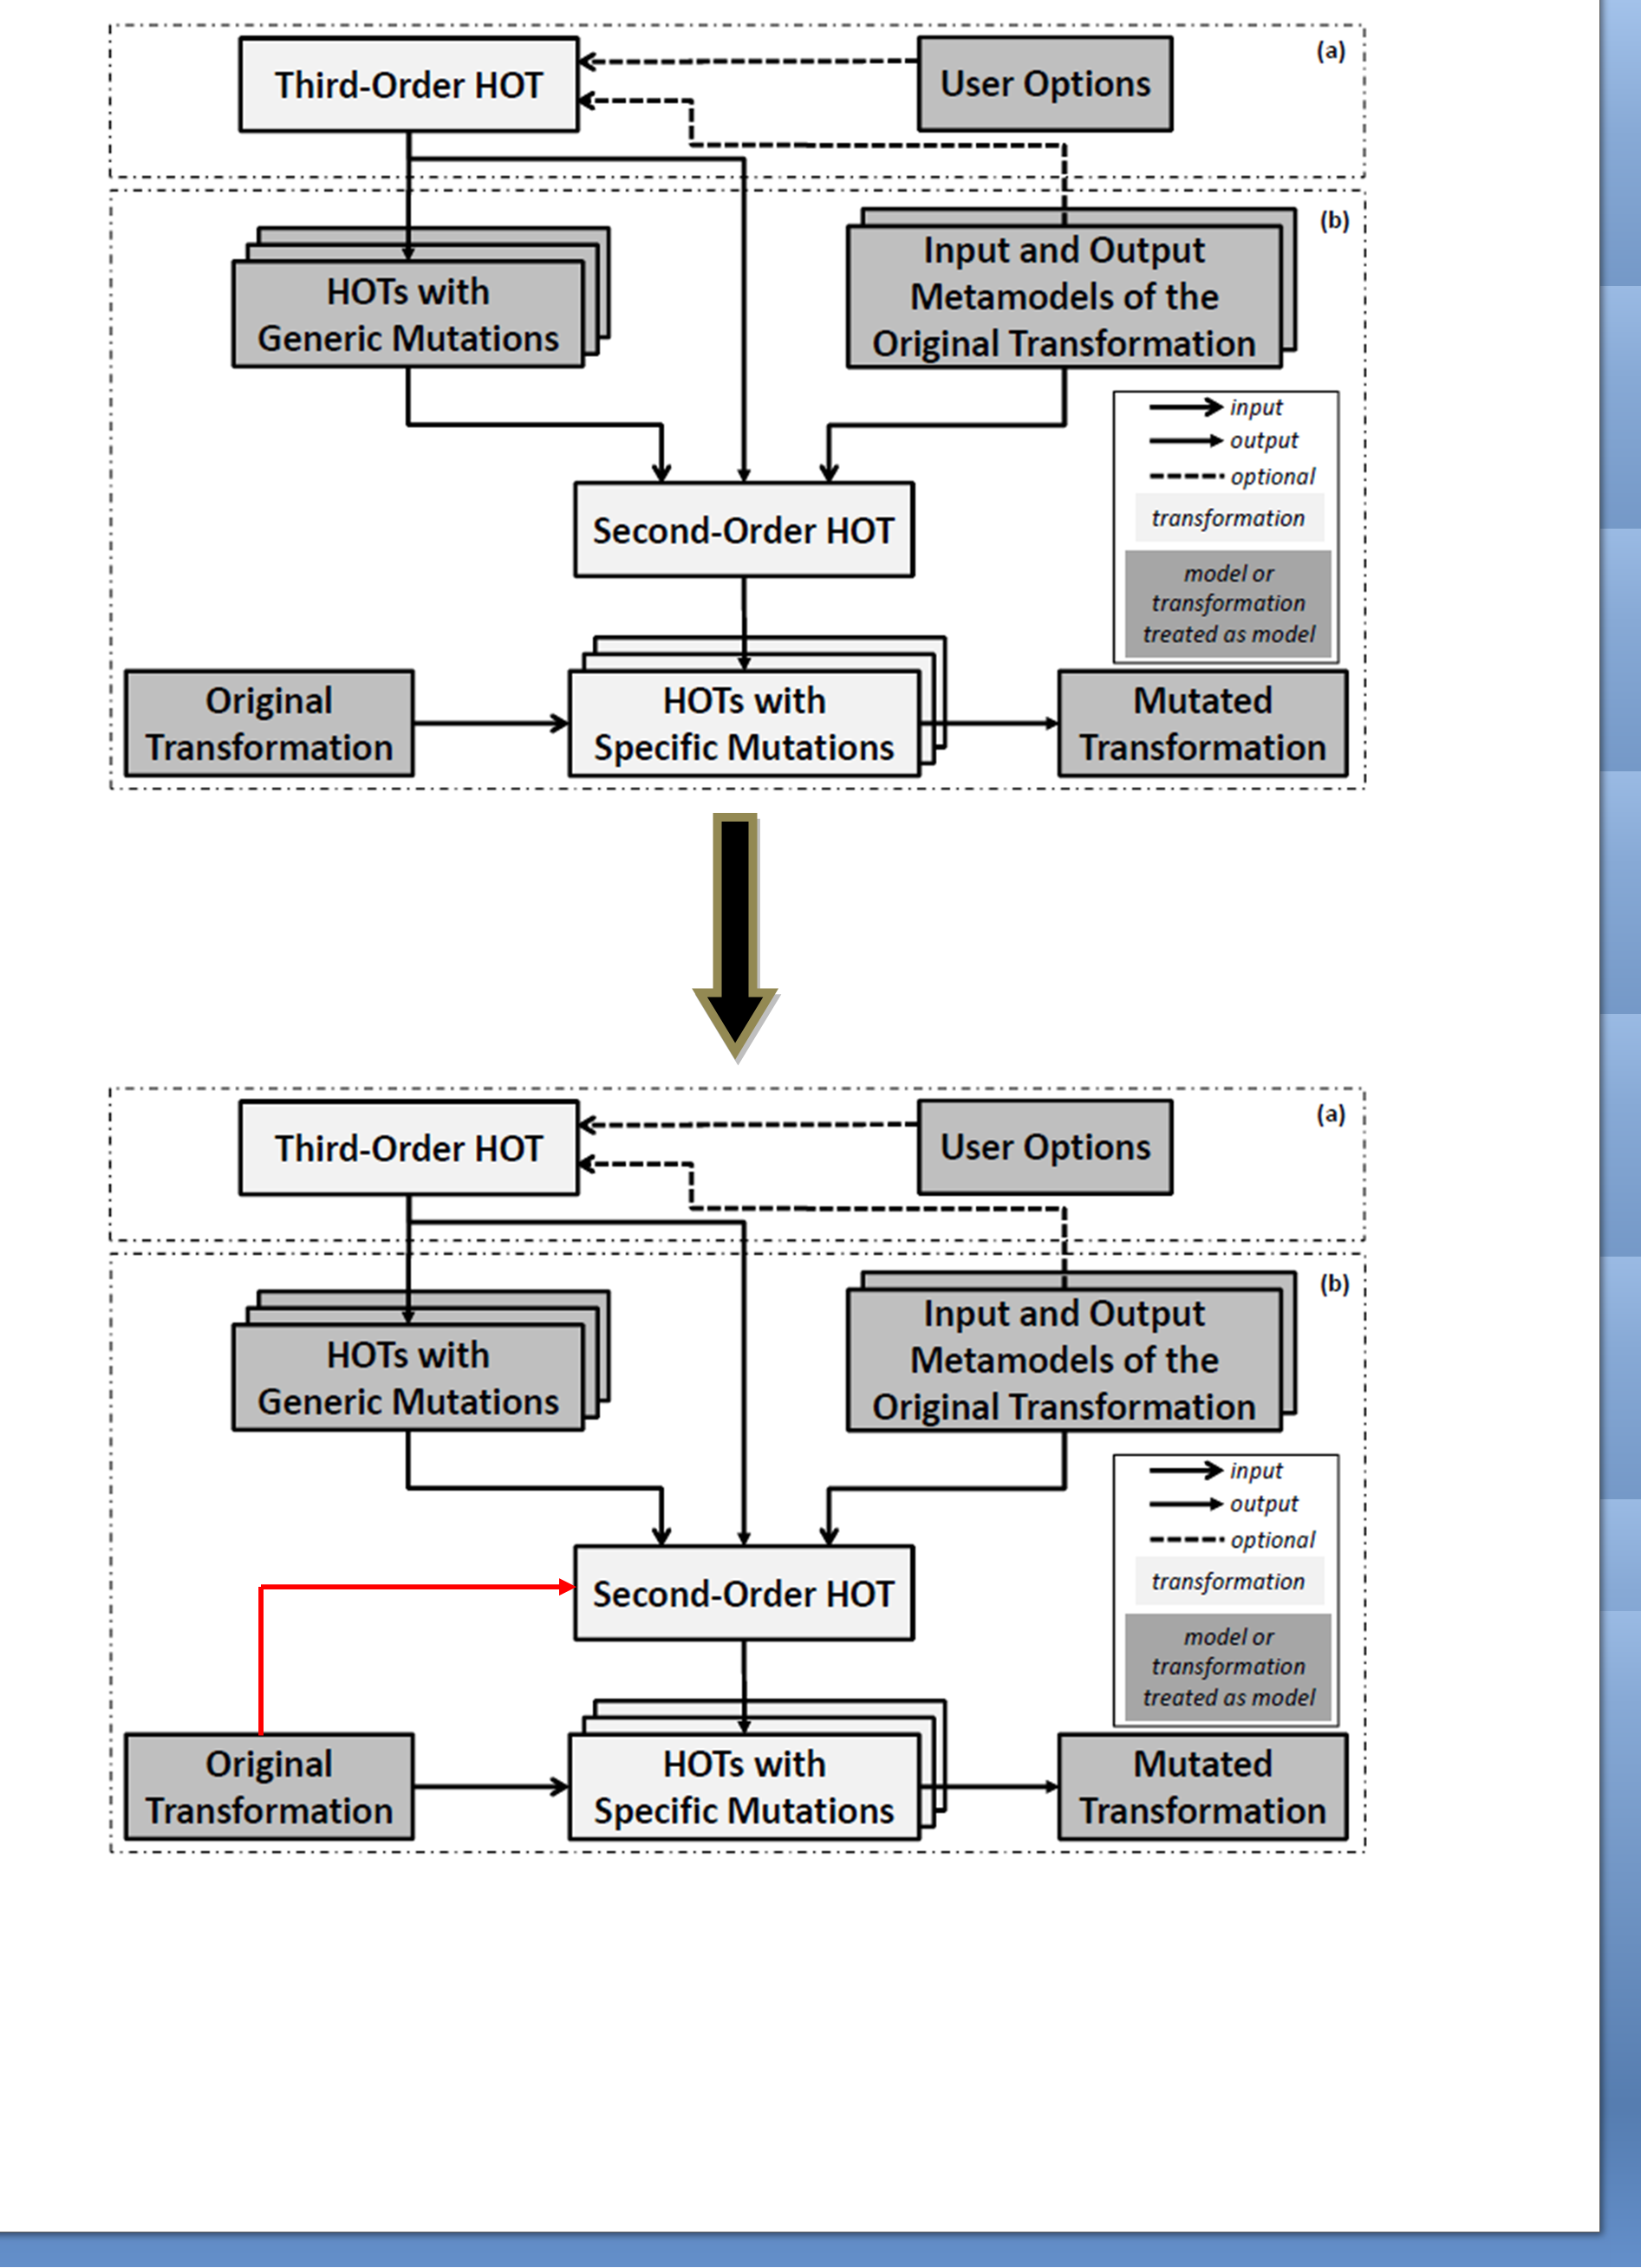 (a)
Third-Order HOT
User Options
(b)
HOTs with
Generic Mutations
Input and Output
Metamodels of the
Original Transformation
input
output
optional
transformation
model or
transformation
treated as model
Second-Order HOT
Original
Transformation
HOTs with
Specific Mutations
Mutated
Transformation
(a)
Third-Order HOT
User Options
(b)
HOTs with
Generic Mutations
Input and Output
Metamodels of the
Original Transformation
input
output
optional
transformation
model or
transformation
treated as model
Second-Order HOT
Original
Transformation
HOTs with
Specific Mutations
Mutated
Transformation